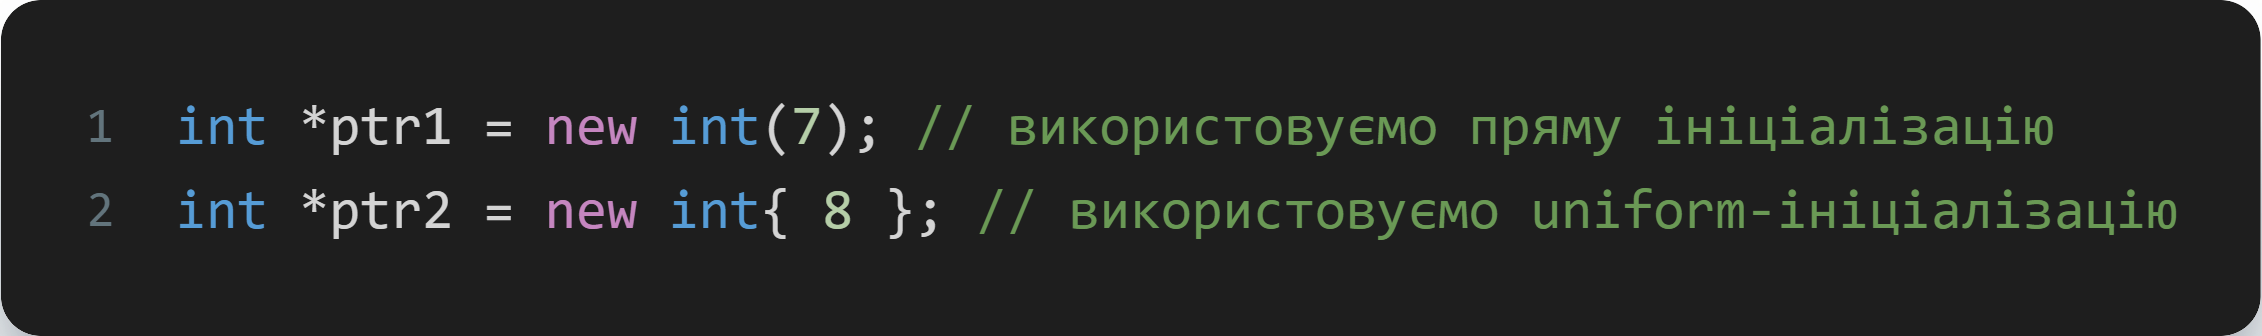 1 int *ptr1 = new int(7); // використовуємо пряму ініціалізацію
2 int *ptr2 = new int{ 8 }; // використовуємо uniform-ініціалізацію